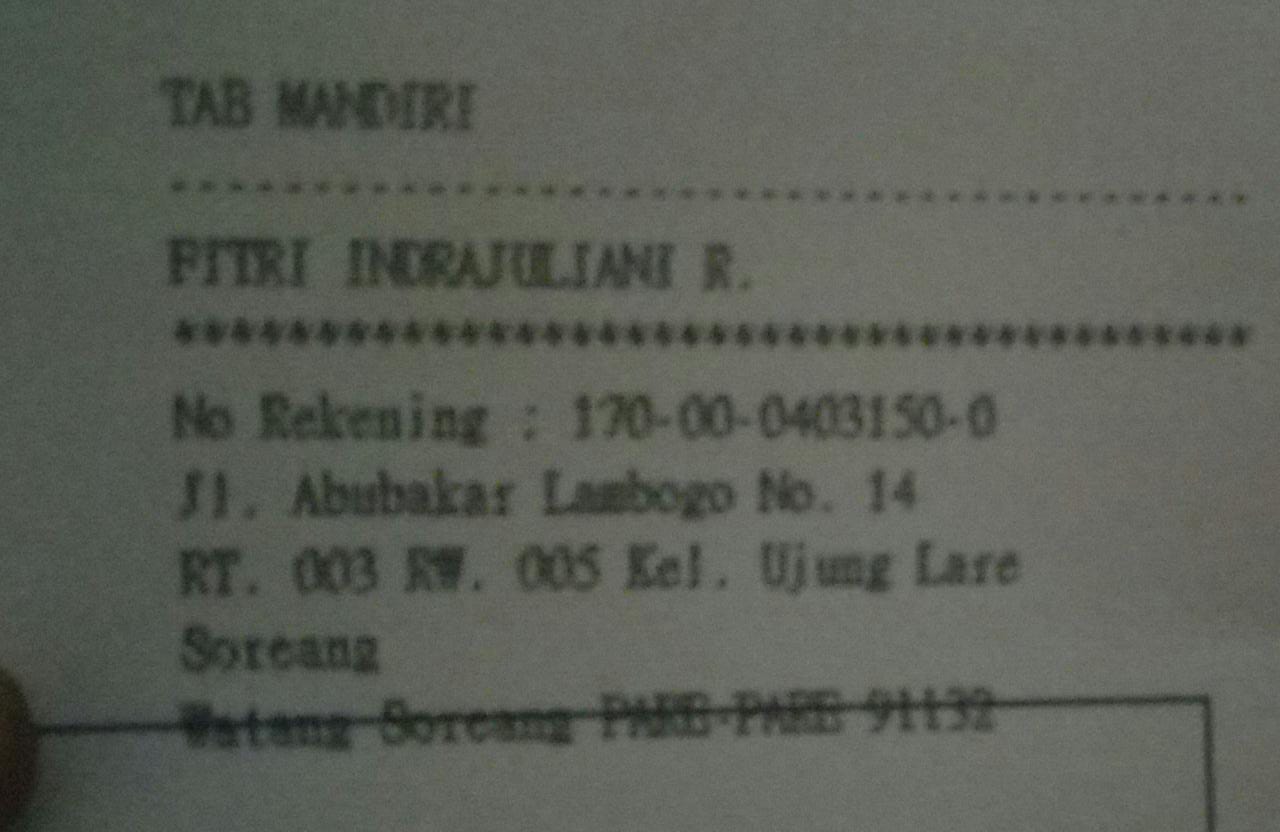 TAB MANDIRI
----------------------------------------
FITRI INDRAJULIANI R.
****************************************
No Rekening : 170-00-0403150-0
Jl. Abubakar Lambogo No. 14
RT. 003 RW. 005 Kel. Ujung Lare
Soreang
Watang Soreang PARE-PARE 91132